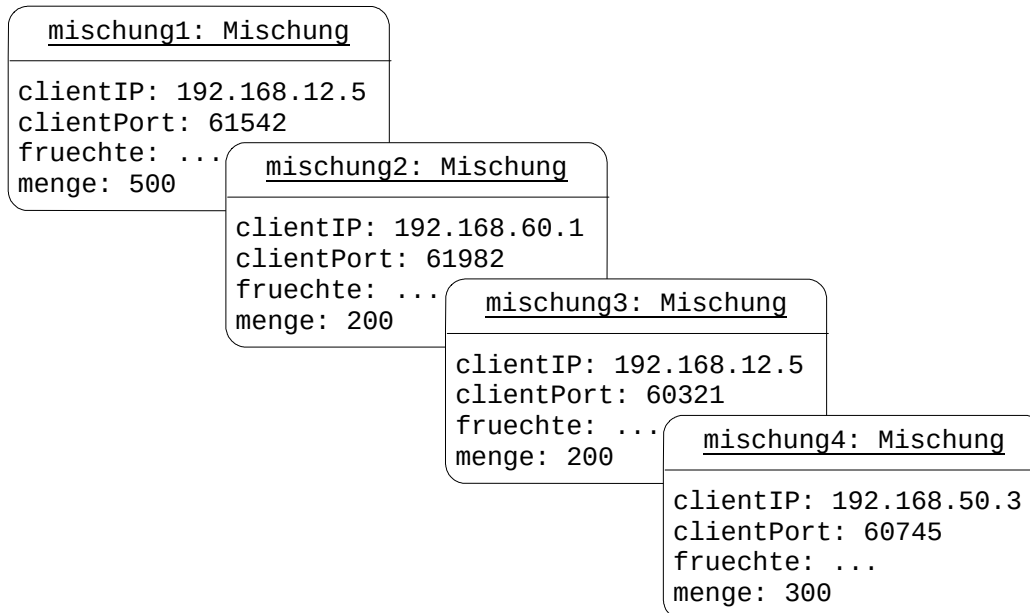 mischung1: Mischung
clientIP: 192.168.12.5
clientPort: 61542
fruechte: ...
menge: 500
mischung2: Mischung
clientIP: 192.168.60.1
clientPort: 61982
fruechte: ...
menge: 200
mischung3: Mischung
clientIP: 192.168.12.5
clientPort: 60321
fruechte: ...
menge: 200
mischung4: Mischung
clientIP: 192.168.50.3
clientPort: 60745
fruechte: ...
menge: 300